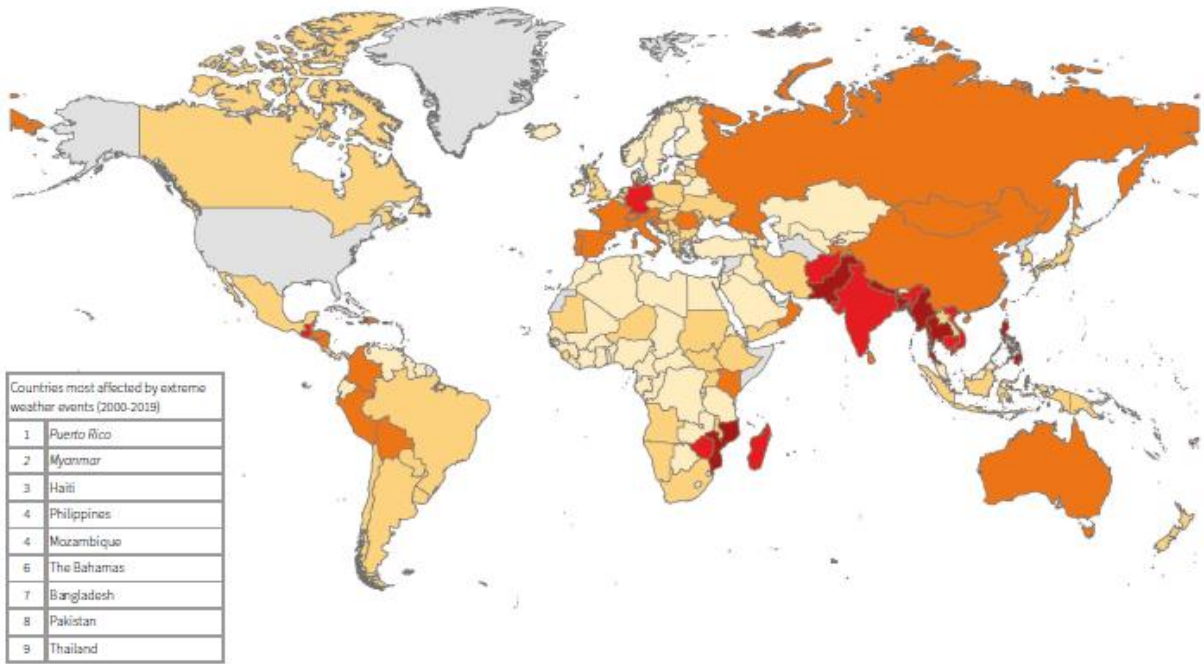 Countries most affected by extreme
weather events (2000-2019)
1 Puerto Rico
2 Myanmar
3 Haiti
4 Philippines
4 Mozambique
6 The Bahamas
7 Bangladesh
8 Pakistan
9 Thailand